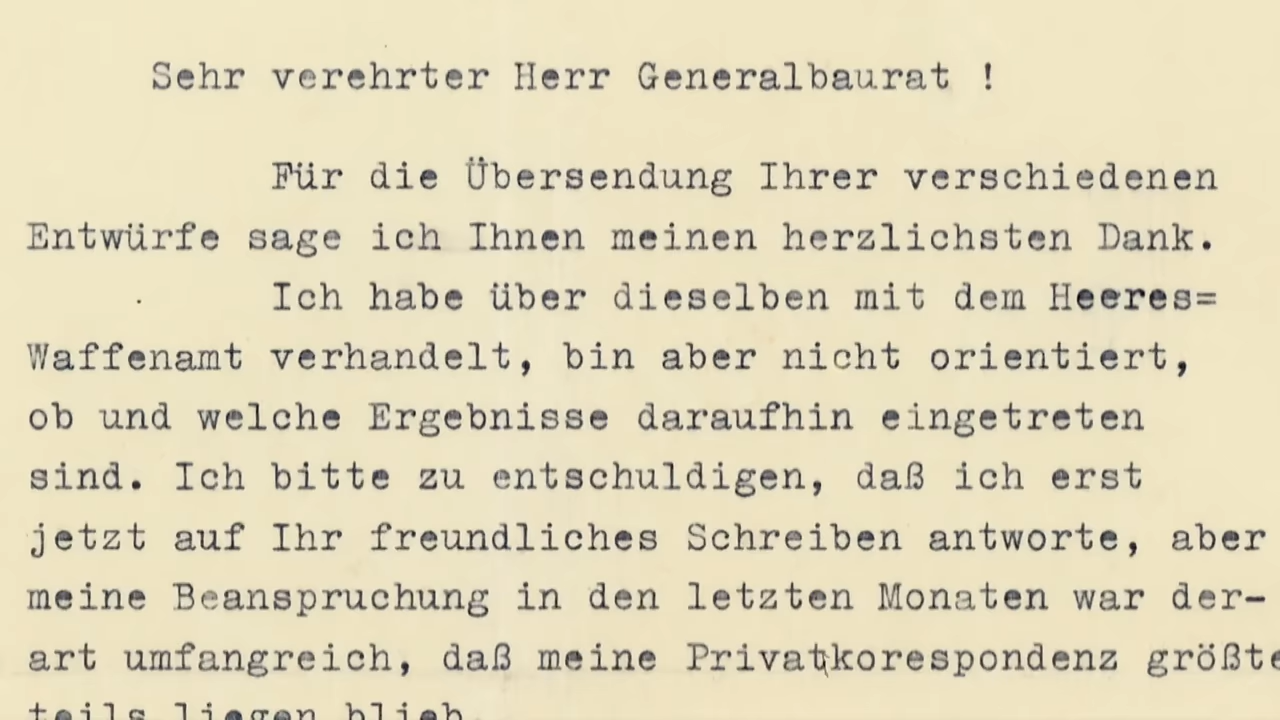 Sehr verehrter Herr Generalbaurat !
Für die Übersendung Ihrer verschiedenen
Entwürfe sage ich Ihnen meinen herzlichsten Dank.
Ich habe über dieselben mit dem Heeres=
Waffenamt verhandelt, bin aber nicht orientiert,
ob und welche Ergebnisse daraufhin eingetreten
sind. Ich bitte zu entschuldigen, daß ich erst
jetzt auf Ihr freundliches Schreiben antworte, aber
meine Beanspruchung in den letzten Monaten war der-
art umfangreich, daß meine Privatkorespondenz größte
teils liegen blieb.